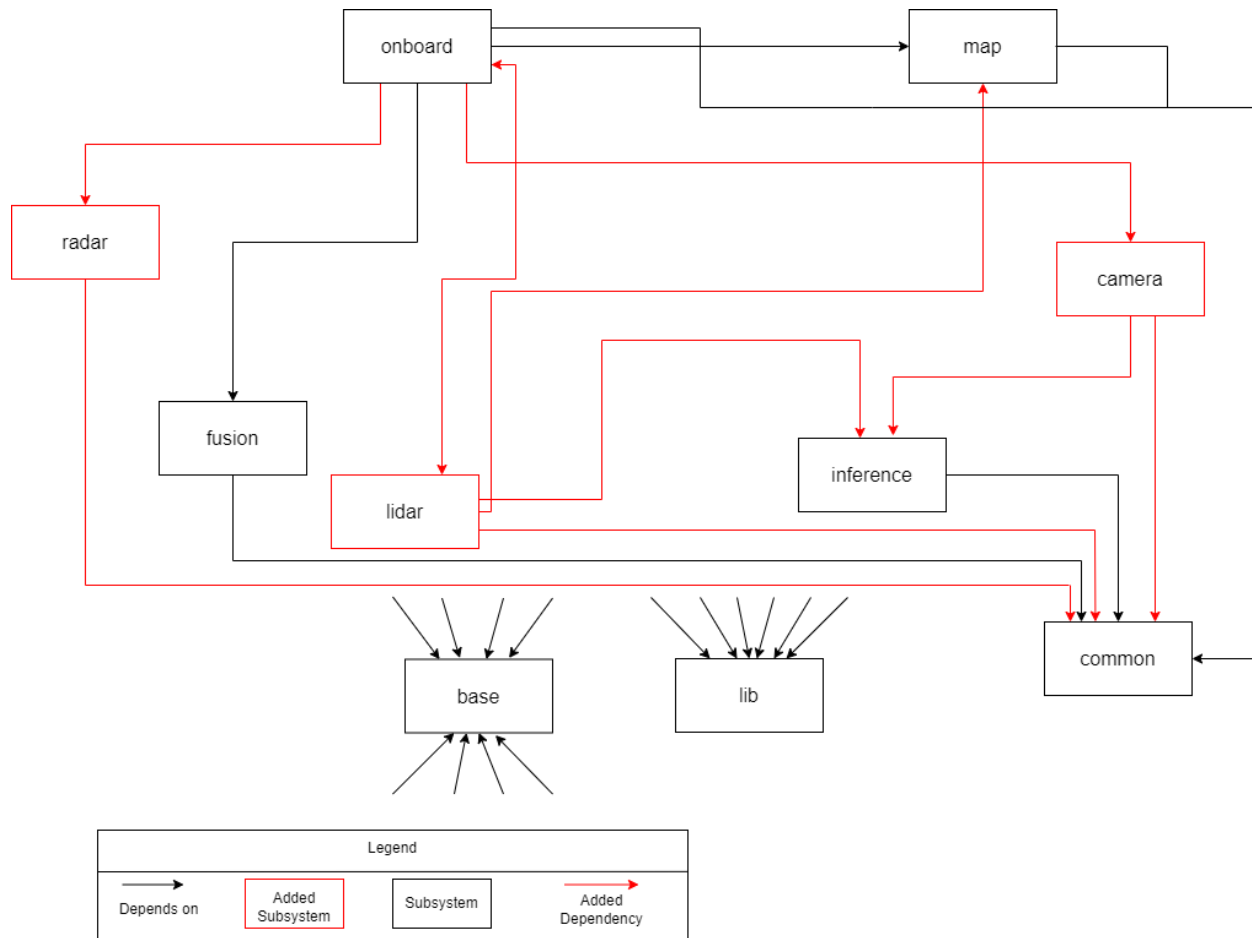 onboard
map
radar
camera
fusion
inference
lidar
common
base
lib
Legend
Depends on
Added
Subsystem
Subsystem
Added
Dependency